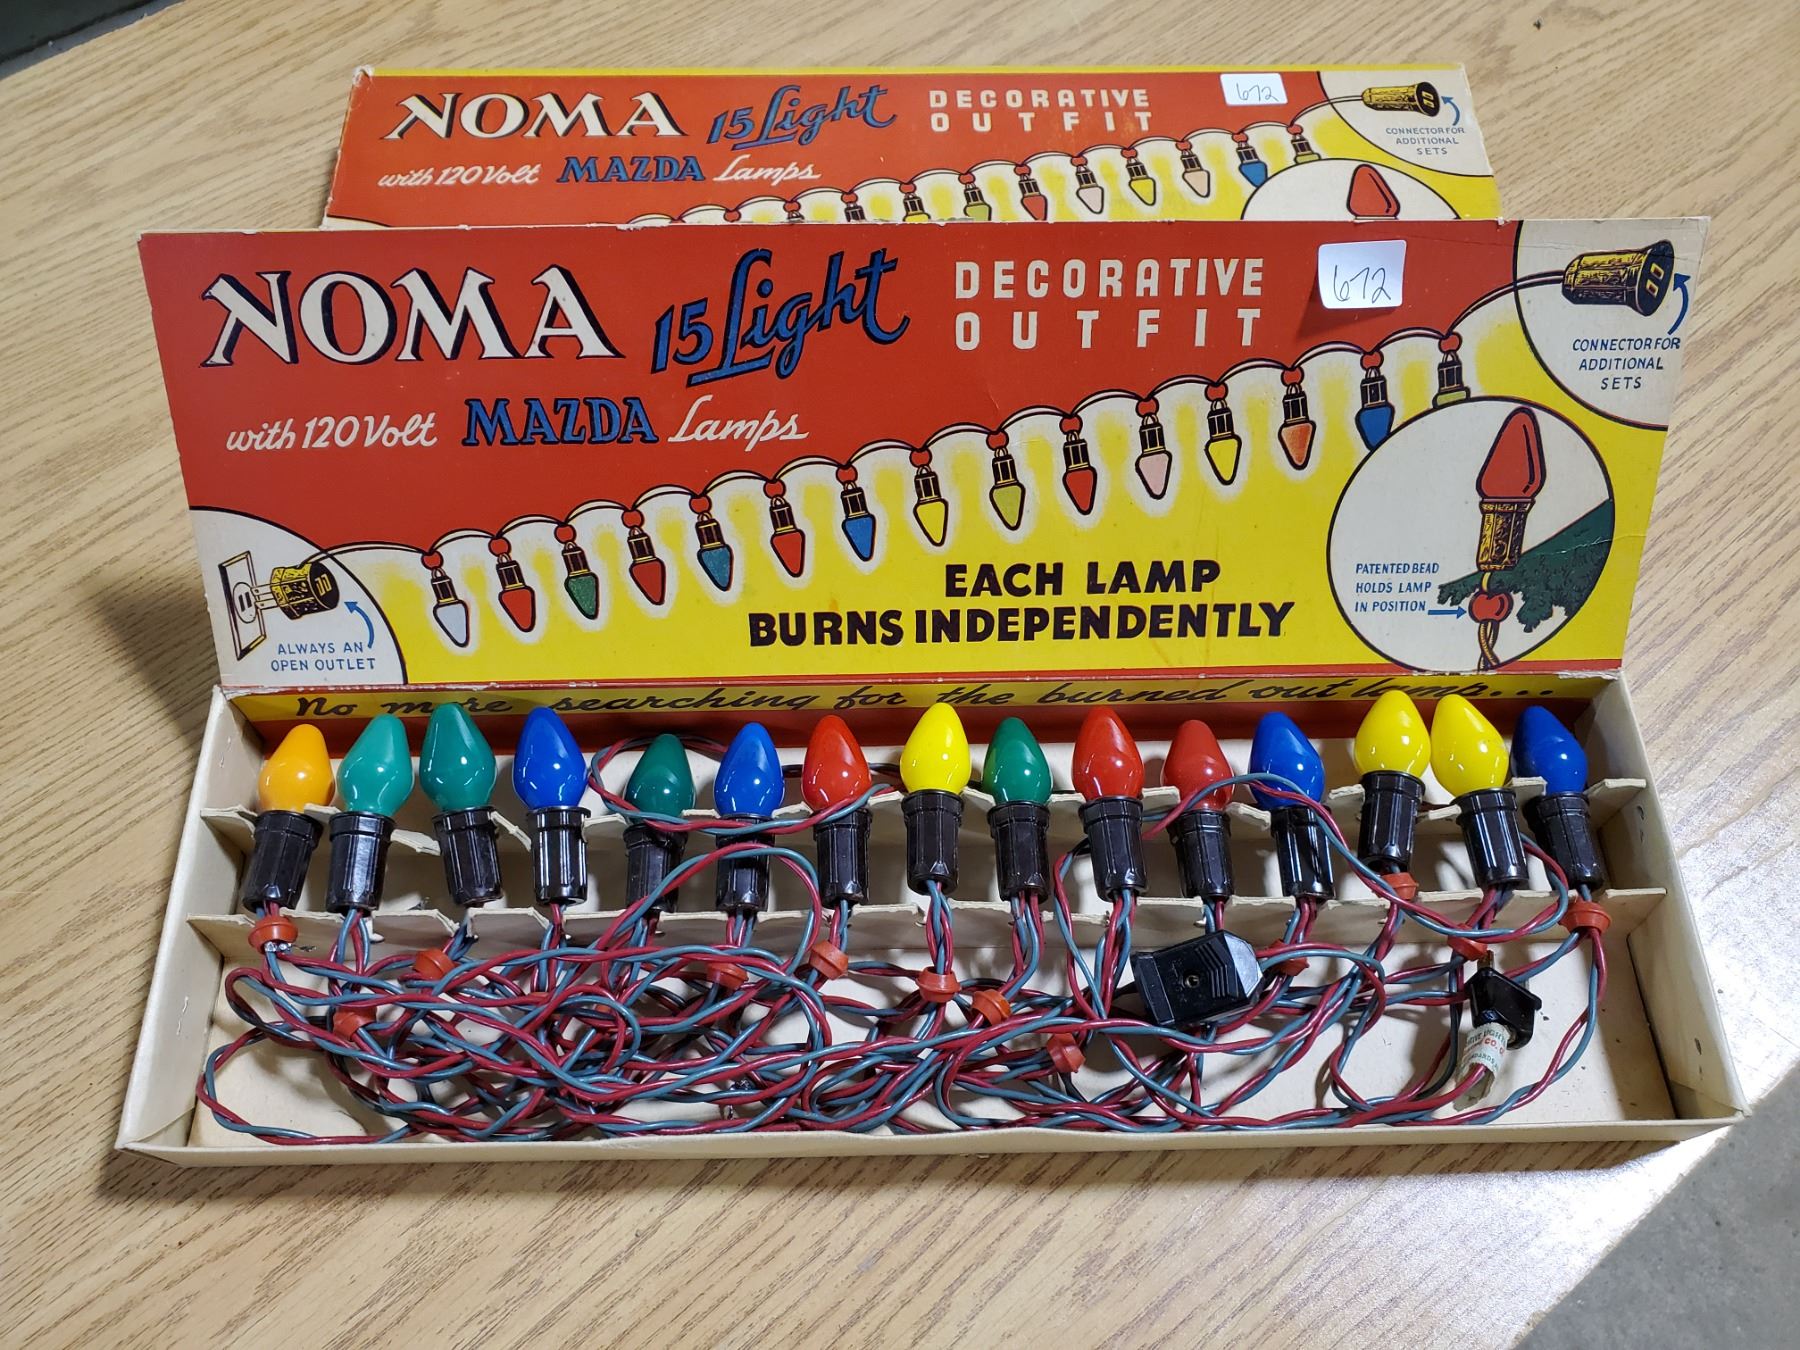 NOMA 15 Light DECORATIVE OUTFIT
672
with 120 Volt MAZDA Lamps
CONNECTOR FOR
ADDITIONAL
SETS
NOMA 15 Light DECORATIVE OUTFIT
672
with 120 Volt MAZDA Lamps
CONNECTOR FOR
ADDITIONAL
SETS
ALWAYS AN
OPEN OUTLET
EACH LAMP
BURNS INDEPENDENTLY
PATENTED BEAD
HOLDS LAMP
IN POSITION
No more searching for the burned out lamp...